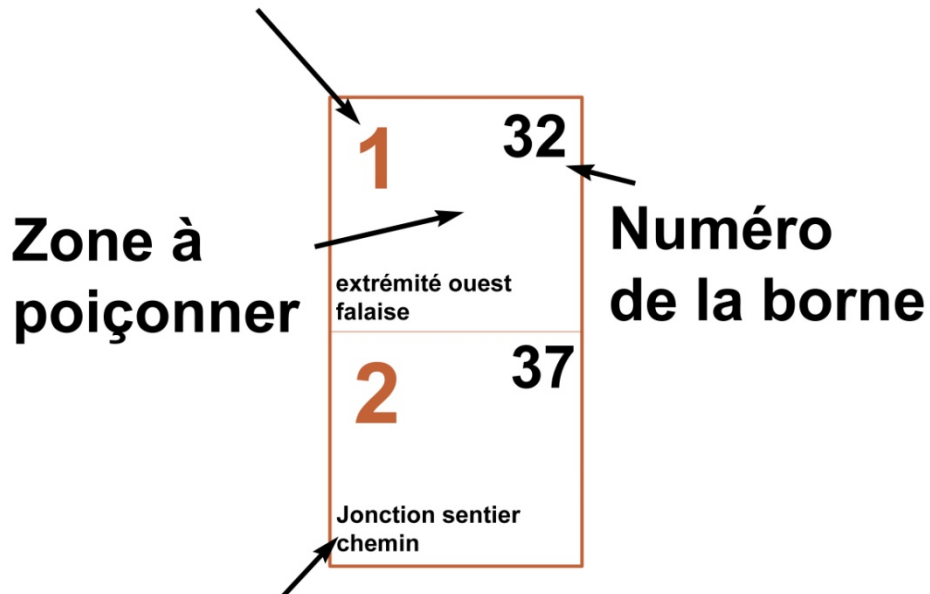 1
32
Zone à
poiçonner
Numéro
de la borne
extrémité ouest
falaise
2
37
Jonction sentier
chemin